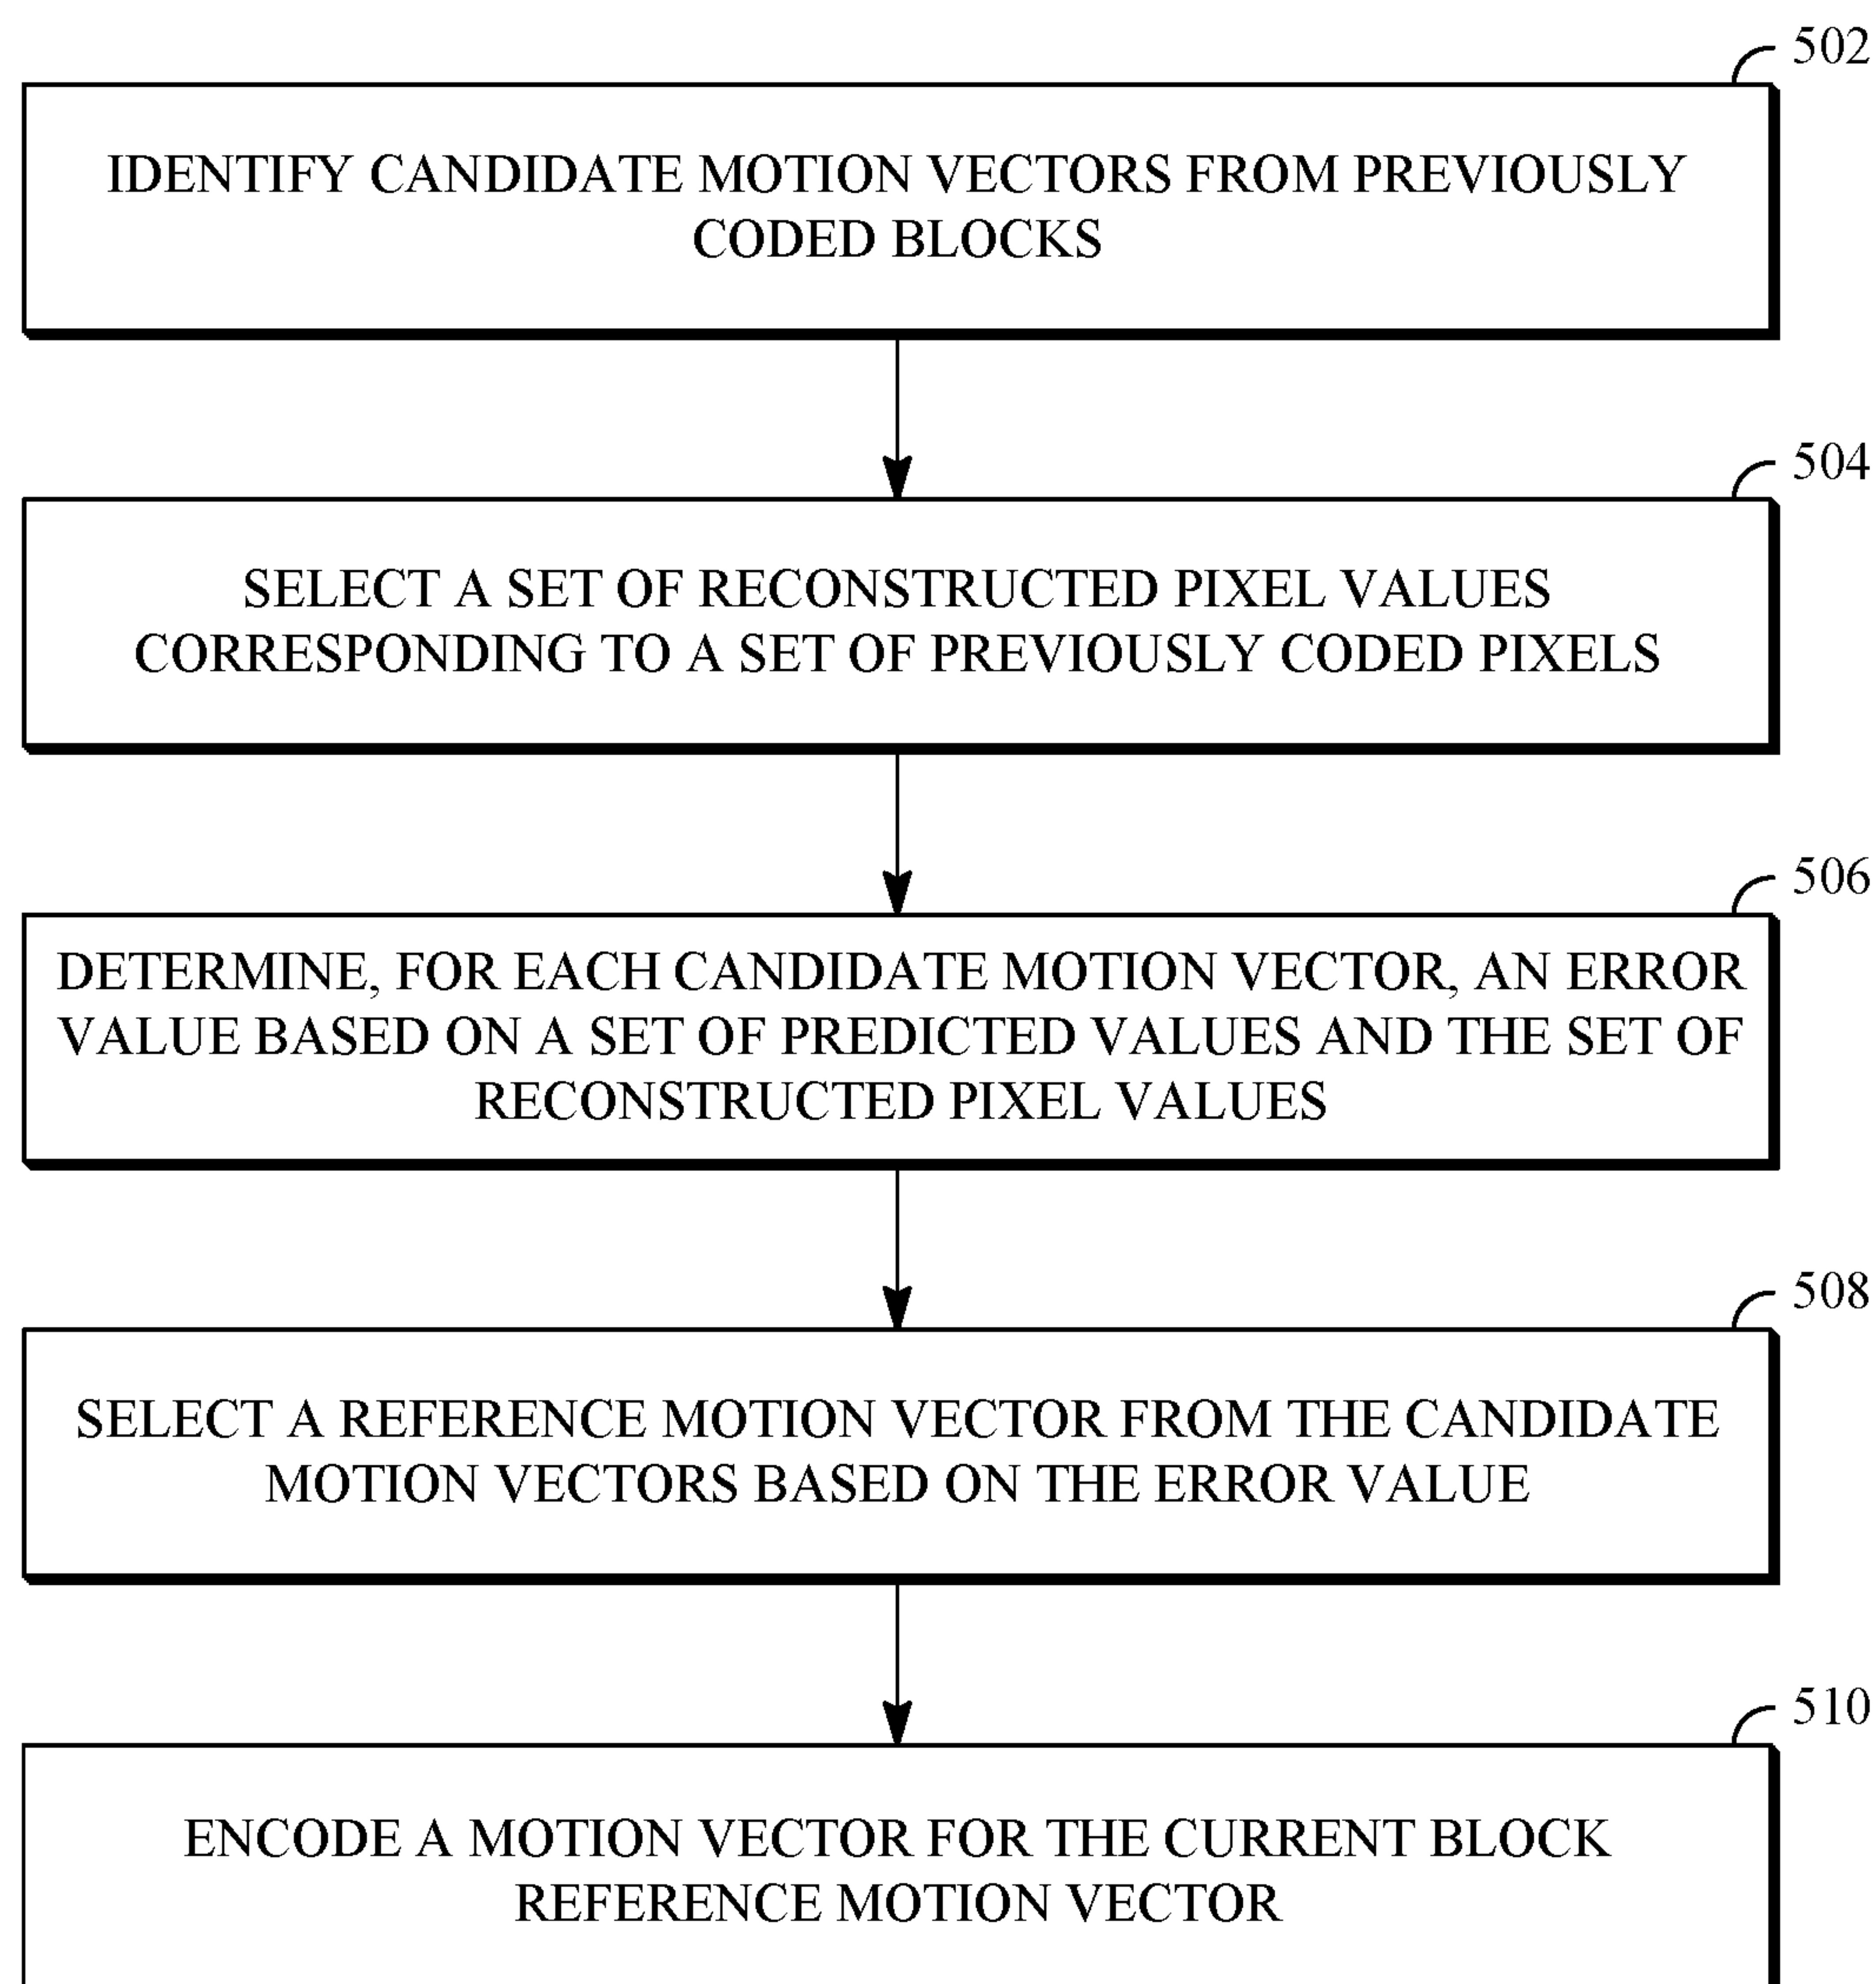 502
IDENTIFY CANDIDATE MOTION VECTORS FROM PREVIOUSLY
CODED BLOCKS
504
SELECT A SET OF RECONSTRUCTED PIXEL VALUES
CORRESPONDING TO A SET OF PREVIOUSLY CODED PIXELS
506
DETERMINE, FOR EACH CANDIDATE MOTION VECTOR, AN ERROR
VALUE BASED ON A SET OF PREDICTED VALUES AND THE SET OF
RECONSTRUCTED PIXEL VALUES
508
SELECT A REFERENCE MOTION VECTOR FROM THE CANDIDATE
MOTION VECTORS BASED ON THE ERROR VALUE
510
ENCODE A MOTION VECTOR FOR THE CURRENT BLOCK
REFERENCE MOTION VECTOR